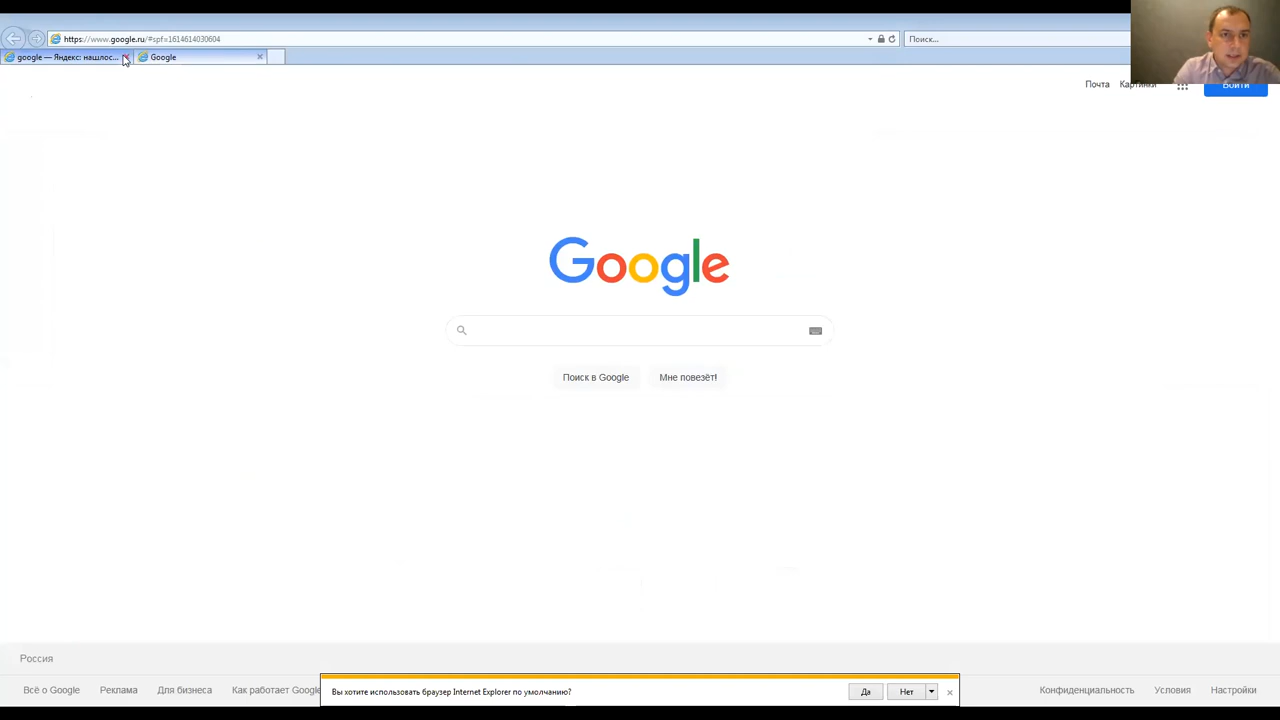 https://www.google.ru/#spf=1614614030604
Поиск...
google — Яндекс: нашлос...
Google
Почта
Картинки
Войти
Google
Поиск в Google
Мне повезёт!
Россия
Всё о Google
Реклама
Для бизнеса
Как работает Google
Вы хотите использовать браузер Internet Explorer по умолчанию?
Да
Нет
Конфиденциальность
Условия
Настройки